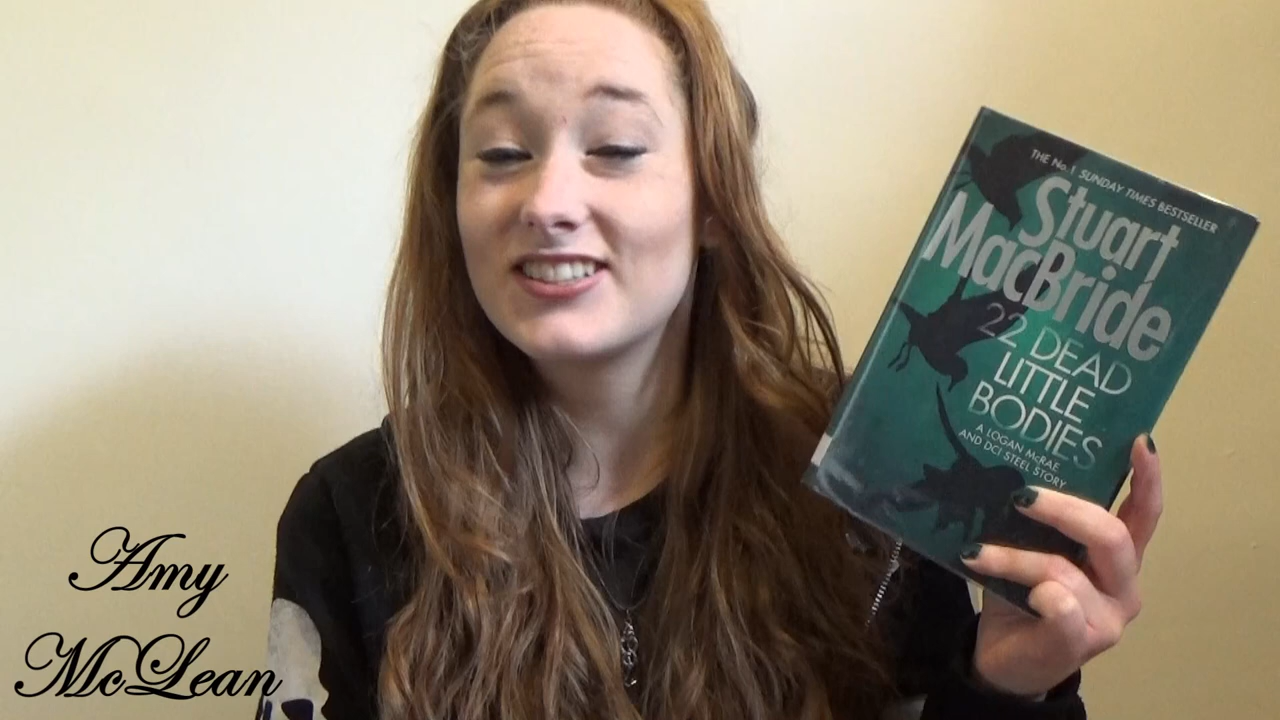 THE No. 1 SUNDAY TIMES BESTSELLER
Stuart
MacBride
22 DEAD
LITTLE
BODIES
A LOGAN McRAE
AND DCI STEEL STORY
Amy
McLean